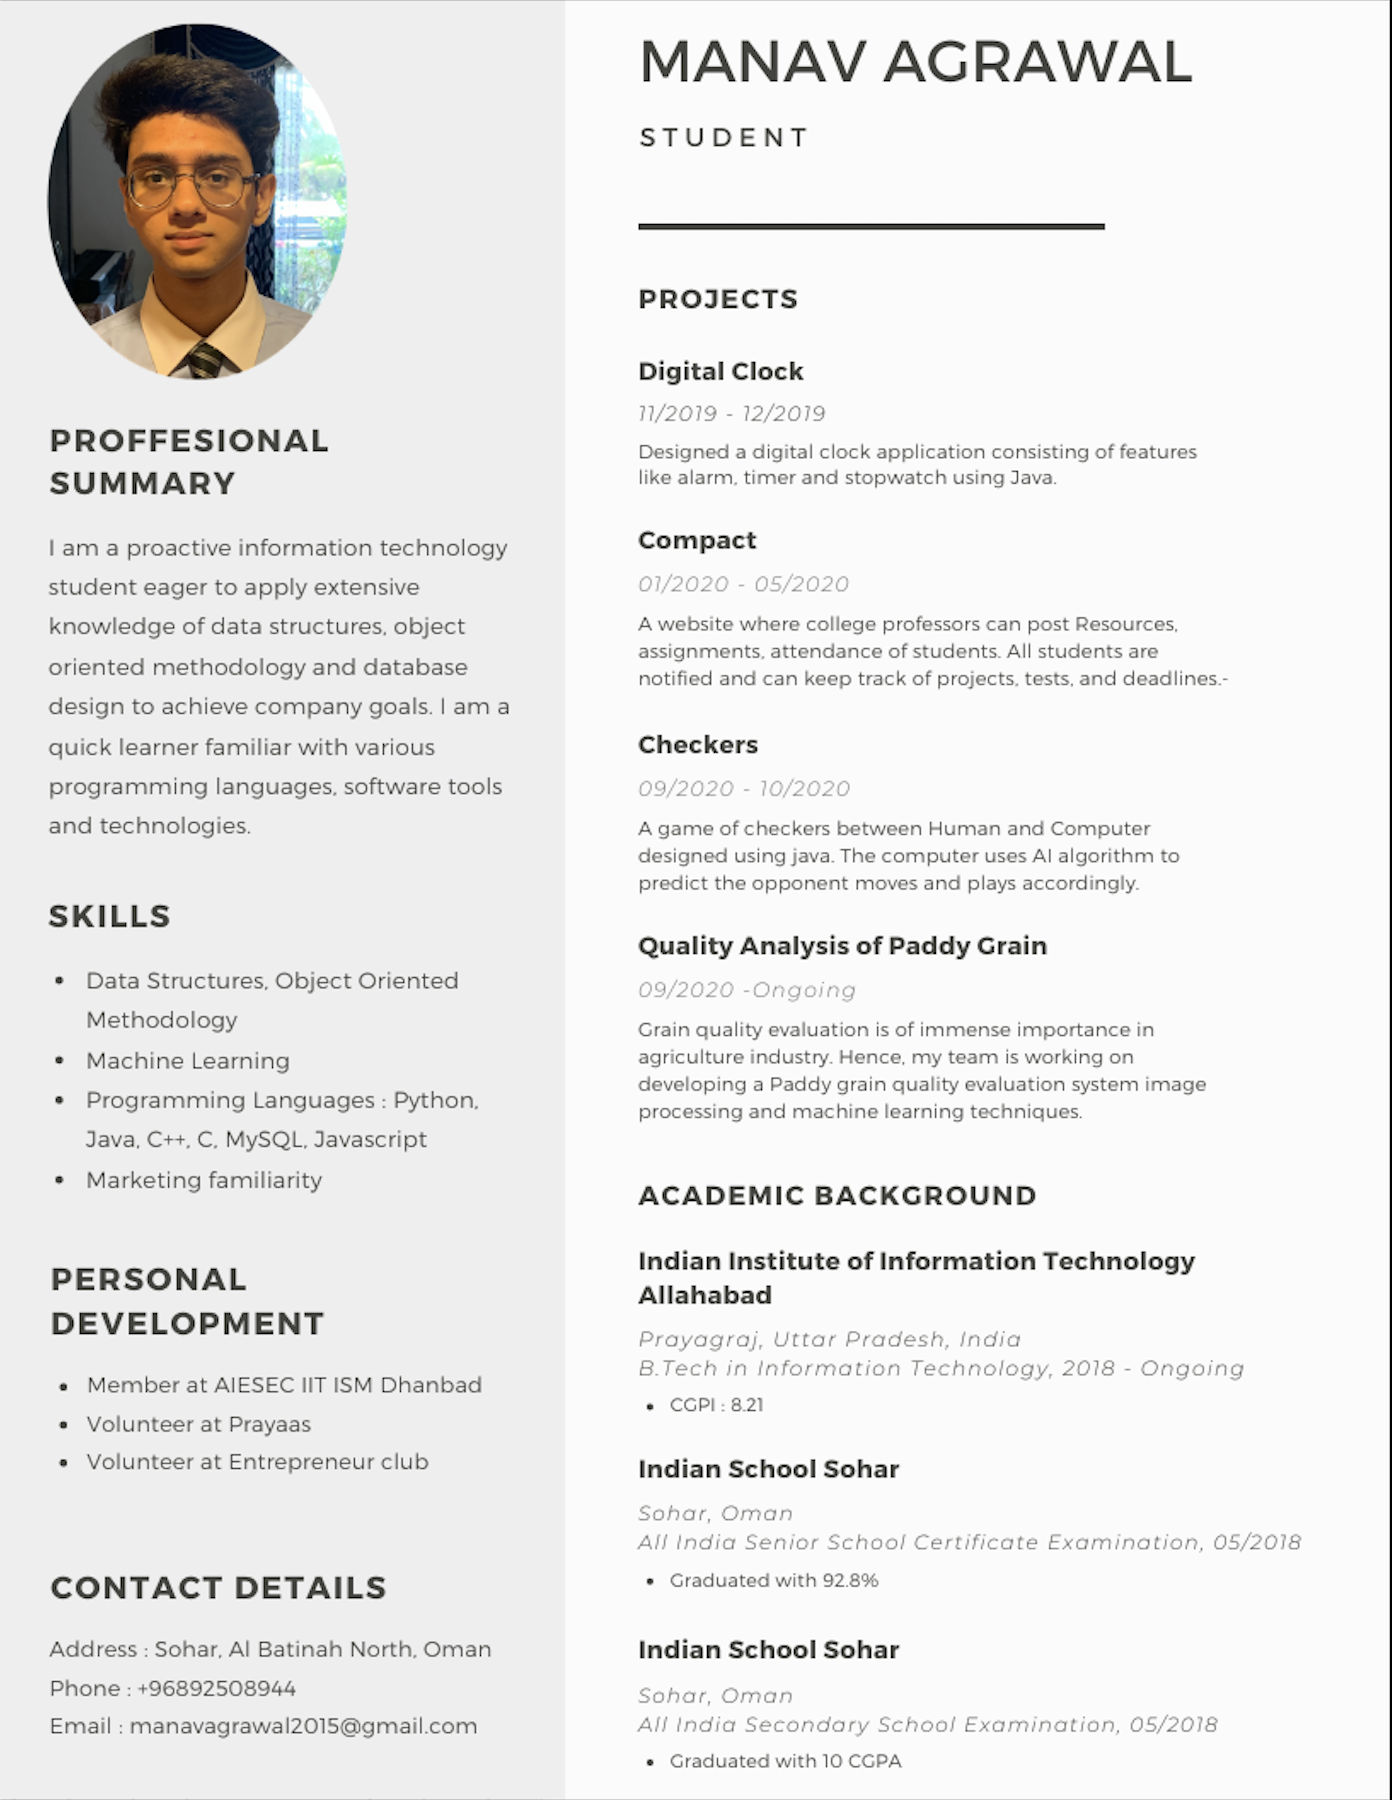 MANAV AGRAWAL
STUDENT
PROFFESIONAL
SUMMARY
I am a proactive information technology
student eager to apply extensive
knowledge of data structures, object
oriented methodology and database
design to achieve company goals. I am a
quick learner familiar with various
programming languages, software tools
and technologies.
SKILLS
• Data Structures, Object Oriented
Methodology
• Machine Learning
• Programming Languages : Python,
Java, C++, C, MySQL, Javascript
• Marketing familiarity
PERSONAL
DEVELOPMENT
• Member at AIESEC IIT ISM Dhanbad
• Volunteer at Prayaas
• Volunteer at Entrepreneur club
CONTACT DETAILS
Address : Sohar, Al Batinah North, Oman
Phone : +96892508944
Email : manavagrawal2015@gmail.com
PROJECTS
Digital Clock
11/2019 - 12/2019
Designed a digital clock application consisting of features
like alarm, timer and stopwatch using Java.
Compact
01/2020 - 05/2020
A website where college professors can post Resources,
assignments, attendance of students. All students are
notified and can keep track of projects, tests, and deadlines.-
Checkers
09/2020 - 10/2020
A game of checkers between Human and Computer
designed using java. The computer uses AI algorithm to
predict the opponent moves and plays accordingly.
Quality Analysis of Paddy Grain
09/2020 -Ongoing
Grain quality evaluation is of immense importance in
agriculture industry. Hence, my team is working on
developing a Paddy grain quality evaluation system image
processing and machine learning techniques.
ACADEMIC BACKGROUND
Indian Institute of Information Technology
Allahabad
Prayagraj, Uttar Pradesh, India
B.Tech in Information Technology, 2018 - Ongoing
• CGPI : 8.21
Indian School Sohar
Sohar, Oman
All India Senior School Certificate Examination, 05/2018
• Graduated with 92.8%
Indian School Sohar
Sohar, Oman
All India Secondary School Examination, 05/2018
• Graduated with 10 CGPA